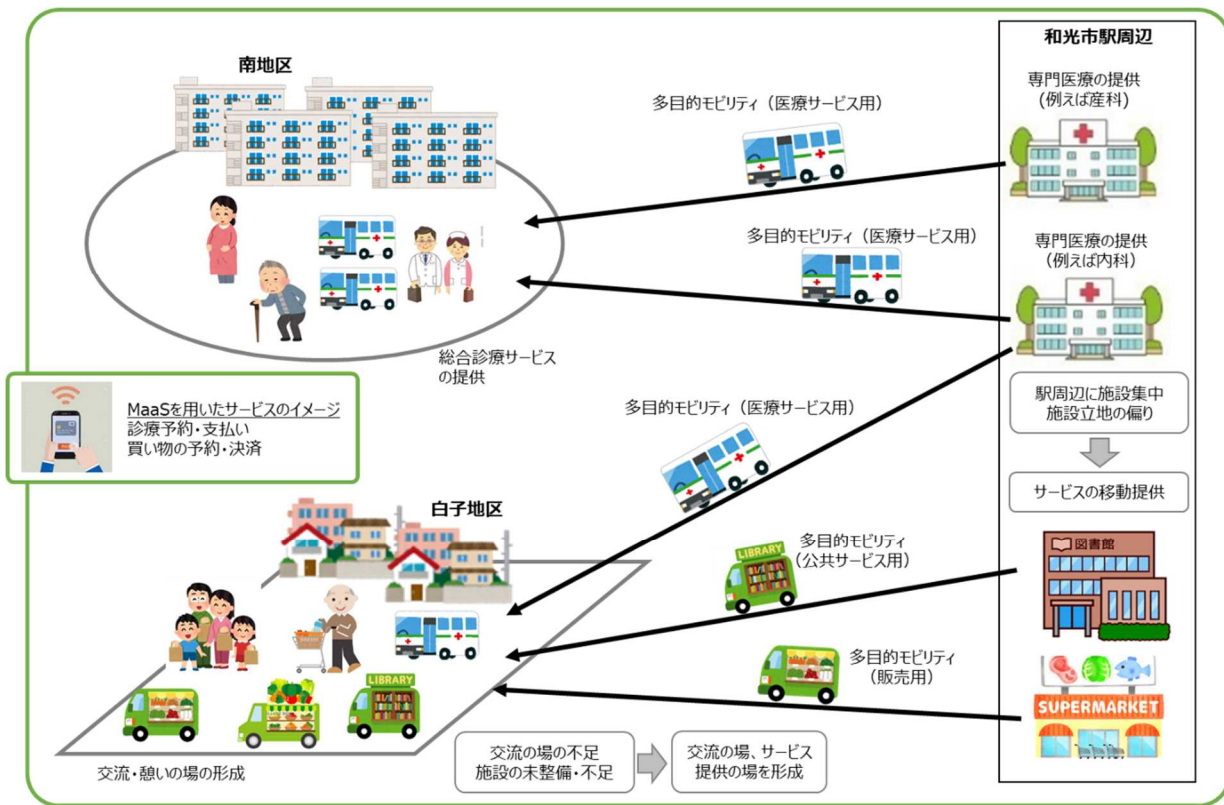 和光市駅周辺
南地区
専門医療の提供
(例えば産科)
多目的モビリティ（医療サービス用）
多目的モビリティ（医療サービス用）
専門医療の提供
(例えば内科)
総合診療サービス
の提供
MaaSを用いたサービスのイメージ
診療予約・支払い
買い物の予約・決済
多目的モビリティ（医療サービス用）
駅周辺に施設集中
施設立地の偏り
サービスの移動提供
白子地区
多目的モビリティ
（公共サービス用）
LIBRARY
図書館
多目的モビリティ
（販売用）
LIBRARY
SUPERMARKET
交流・憩いの場の形成
交流の場の不足
施設の未整備・不足
交流の場、サービス
提供の場を形成